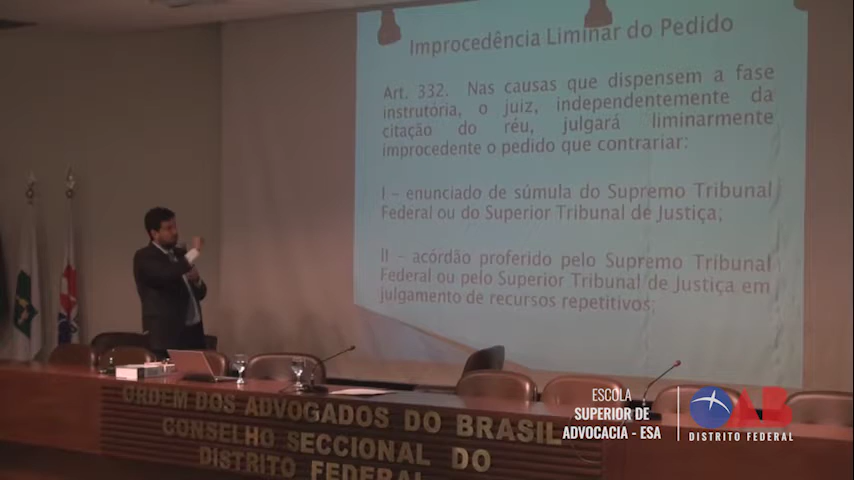 Improcedência Liminar do Pedido
Art. 332. Nas causas que dispensem a fase
instrutória, o juiz, independentemente da
citação do réu, julgará liminarmente
improcedente o pedido que contrariar:
I - enunciado de súmula do Supremo Tribunal
Federal ou do Superior Tribunal de Justiça;
II - acórdão proferido pelo Supremo Tribunal
Federal ou pelo Superior Tribunal de Justiça em
julgamento de recursos repetitivos;
ORDEM DOS ADVOGADOS DO BRASIL
CONSELHO SECCIONAL DO
DISTRITO FEDERAL
ESCOLA
SUPERIOR DE
ADVOCACIA - ESA
OAB
DISTRITO FEDERAL